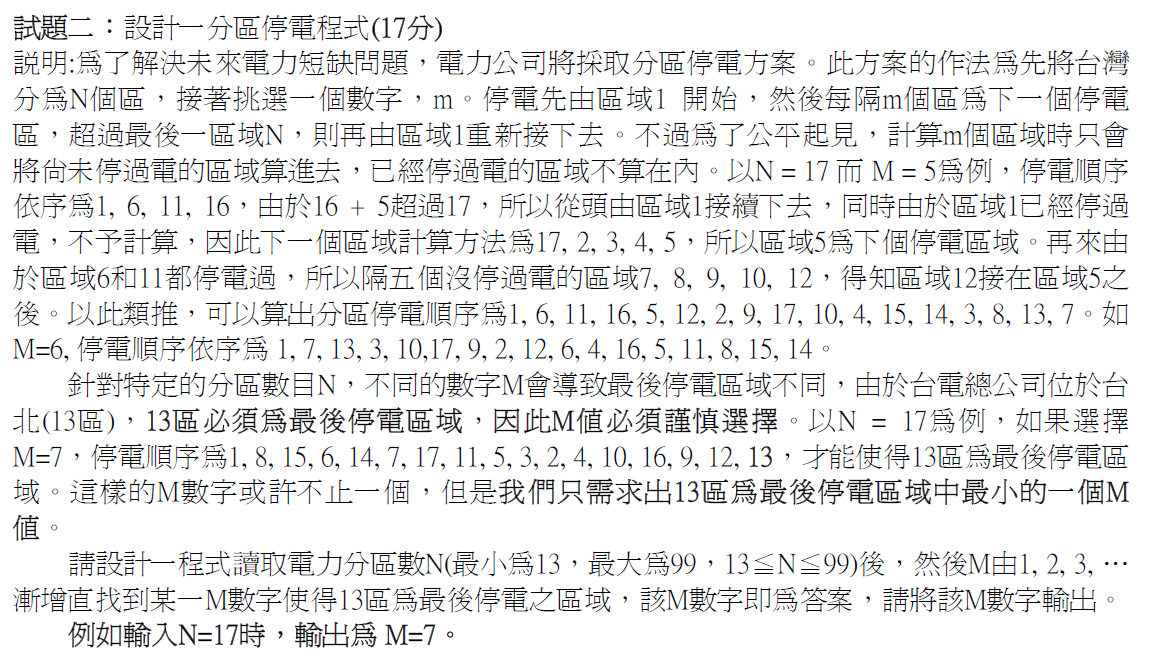 試題二：設計一分區停電程式(17分)
說明:為了解決未來電力短缺問題，電力公司將採取分區停電方案。此方案的作法為先將台灣
分為N個區，接著挑選一個數字，m。停電先由區域1 開始，然後每隔m個區為下一個停電
區，超過最後一區域N，則再由區域1重新接下去。不過為了公平起見，計算m個區域時只會
將尚未停過電的區域算進去，已經停過電的區域不算在內。以N = 17 而 M = 5為例，停電順序
依序為1, 6, 11, 16，由於16 + 5超過17，所以從頭由區域1接續下去，同時由於區域1已經停過
電，不予計算，因此下一個區域計算方法為17, 2, 3, 4, 5，所以區域5為下個停電區域。再來由
於區域6和11都停電過，所以隔五個沒停過電的區域7, 8, 9, 10, 12，得知區域12接在區域5之
後。以此類推，可以算出分區停電順序為1, 6, 11, 16, 5, 12, 2, 9, 17, 10, 4, 15, 14, 3, 8, 13, 7。如
M=6, 停電順序依序為 1, 7, 13, 3, 10,17, 9, 2, 12, 6, 4, 16, 5, 11, 8, 15, 14。
針對特定的分區數目N，不同的數字M會導致最後停電區域不同，由於台電總公司位於台
北(13區)，13區必須為最後停電區域，因此M值必須謹慎選擇。以N = 17為例，如果選擇
M=7，停電順序為1, 8, 15, 6, 14, 7, 17, 11, 5, 3, 2, 4, 10, 16, 9, 12, 13，才能使得13區為最後停電區
域。這樣的M數字或許不止一個，但是我們只需求出13區為最後停電區域中最小的一個M
值。
請設計一程式讀取電力分區數N(最小為13，最大為99，13≦N≦99)後，然後M由1, 2, 3, …
漸增直找到某一M數字使得13區為最後停電之區域，該M數字即為答案，請將該M數字輸出。
例如輸入N=17時，輸出為 M=7。